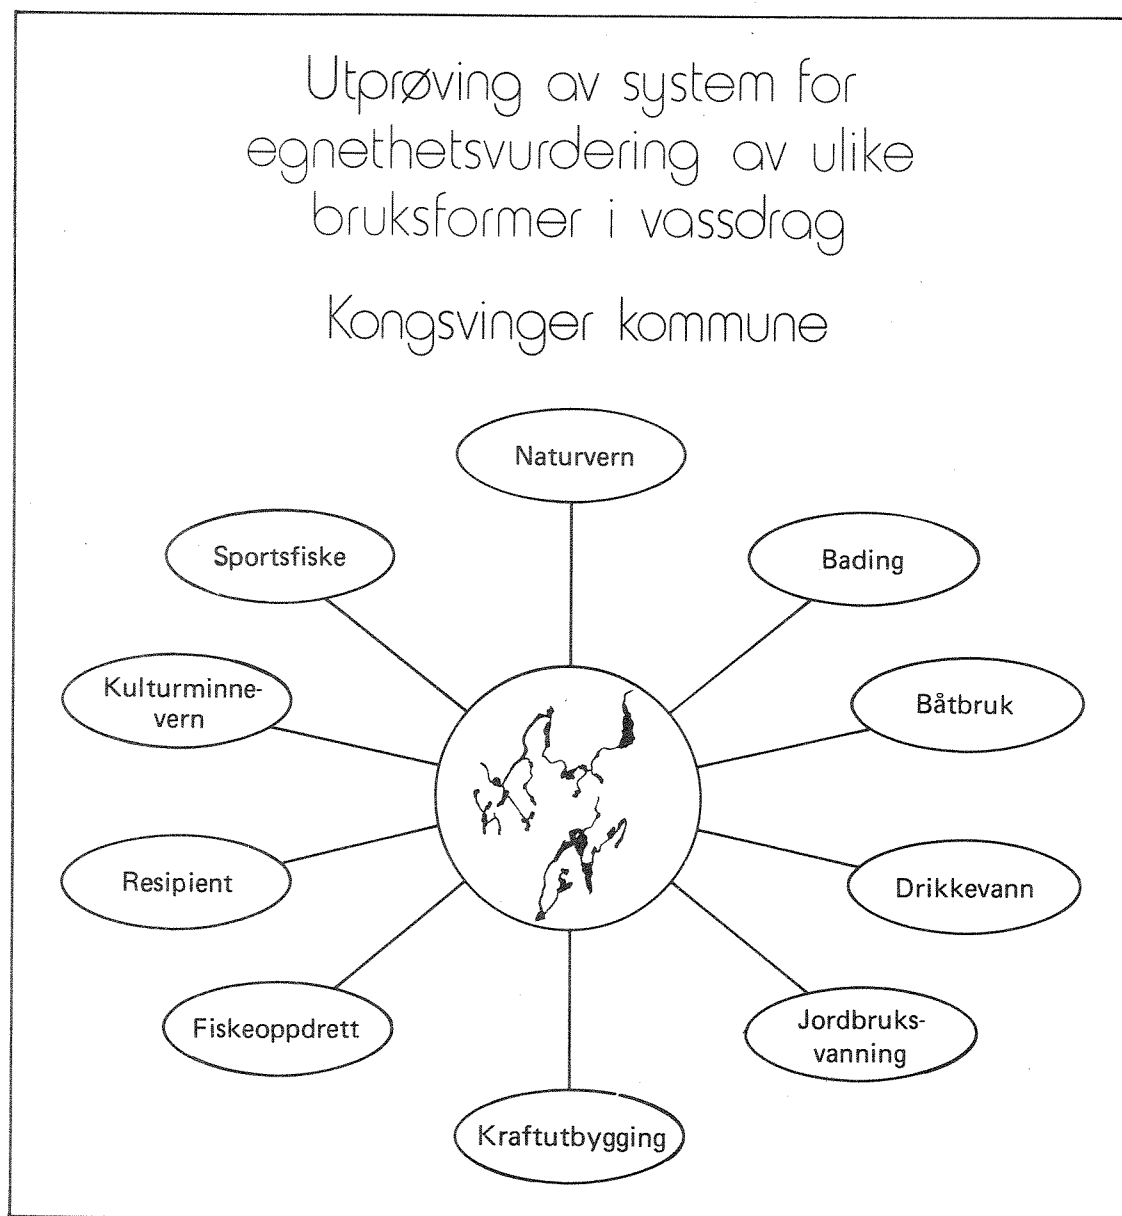 Utprøving av system for
egnethetsvurdering av ulike
bruksformer i vassdrag
Kongsvinger kommune
Naturvern
Sportsfiske
Bading
Kulturminne-
vern
Båtbruk
Resipient
Drikkevann
Fiskeoppdrett
Jordbruks-
vanning
Kraftutbygging